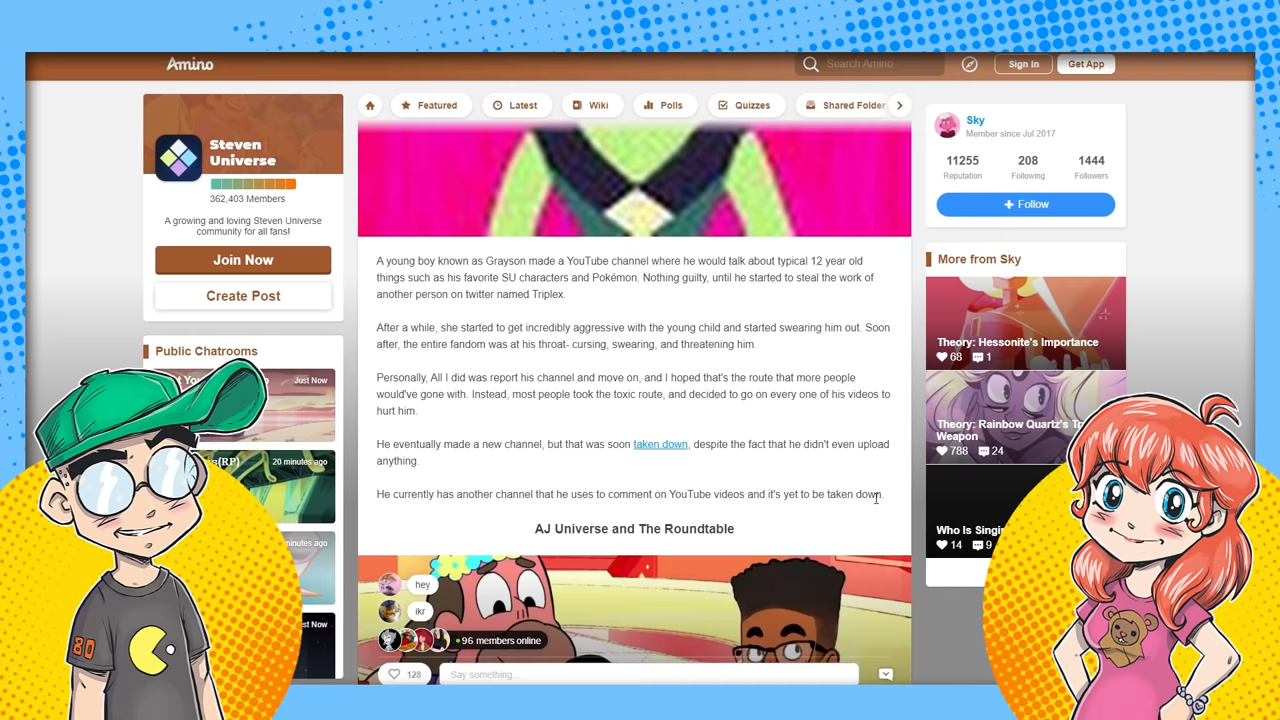 Amino
Search Amino
Sign In
Get App
Steven
Universe
362,403 Members
A growing and loving Steven Universe
community for all fans!
Join Now
Create Post
Public Chatrooms
Just Now
s(RP)
20 minutes ago
minutes ago
st Now
Featured
Latest
Wiki
Polls
Quizzes
Shared Folder
A young boy known as Grayson made a YouTube channel where he would talk about typical 12 year old
things such as his favorite SU characters and Pokémon. Nothing guilty, until he started to steal the work of
another person on twitter named Triplex.
After a while, she started to get incredibly aggressive with the young child and started swearing him out. Soon
after, the entire fandom was at his throat- cursing, swearing, and threatening him.
Personally, All I did was report his channel and move on, and I hoped that's the route that more people
would've gone with. Instead, most people took the toxic route, and decided to go on every one of his videos to
hurt him.
He eventually made a new channel, but that was soon taken down, despite the fact that he didn't even upload
anything.
He currently has another channel that he uses to comment on YouTube videos and it's yet to be taken down.
AJ Universe and The Roundtable
hey
ikr
96 members online
128
Say something...
Sky
Member since Jul 2017
11255
208
1444
Reputation
Following
Followers
+ Follow
More from Sky
Theory: Hessonite's Importance
68
1
Theory: Rainbow Quartz's
Weapon
788
24
Who Is
14
9
80